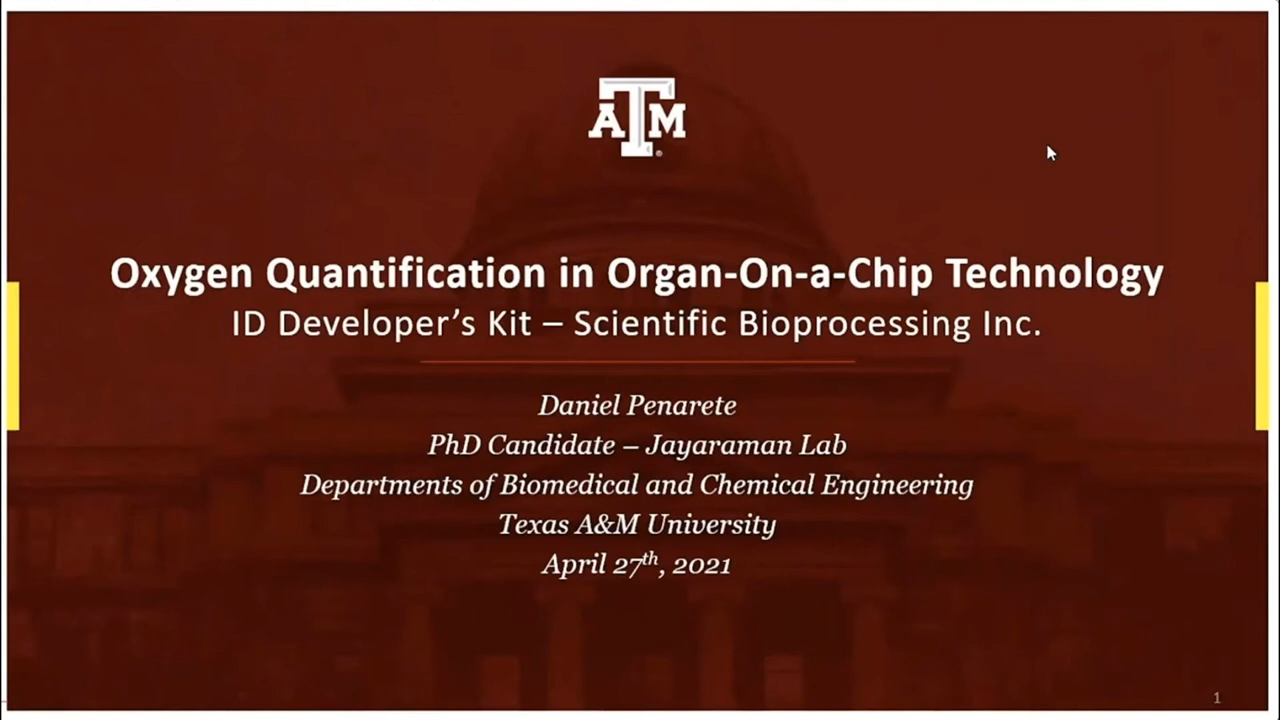 ATM
Oxygen Quantification in Organ-On-a-Chip Technology
ID Developer’s Kit – Scientific Bioprocessing Inc.
Daniel Penarete
PhD Candidate – Jayaraman Lab
Departments of Biomedical and Chemical Engineering
Texas A&M University
April 27th, 2021
1